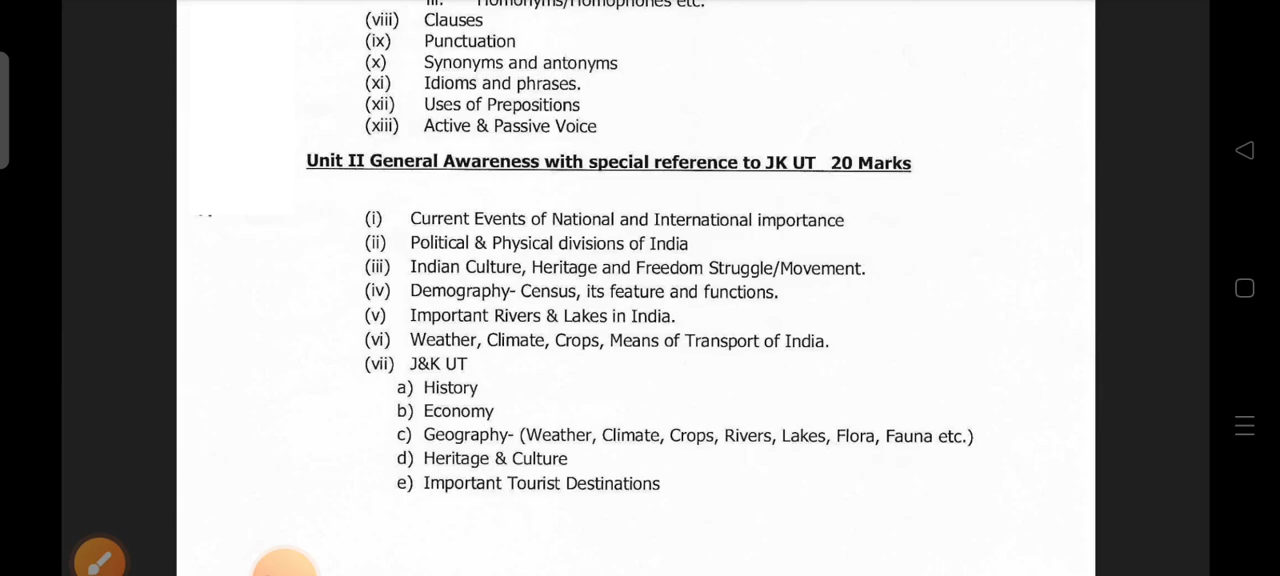 iii. Homonyms/Homophones etc.
(viii) Clauses
(ix) Punctuation
(x) Synonyms and antonyms
(xi) Idioms and phrases.
(xii) Uses of Prepositions
(xiii) Active & Passive Voice
Unit II General Awareness with special reference to JK UT 20 Marks
(i) Current Events of National and International importance
(ii) Political & Physical divisions of India
(iii) Indian Culture, Heritage and Freedom Struggle/Movement.
(iv) Demography- Census, its feature and functions.
(v) Important Rivers & Lakes in India.
(vi) Weather, Climate, Crops, Means of Transport of India.
(vii) J&K UT
a) History
b) Economy
c) Geography- (Weather, Climate, Crops, Rivers, Lakes, Flora, Fauna etc.)
d) Heritage & Culture
e) Important Tourist Destinations